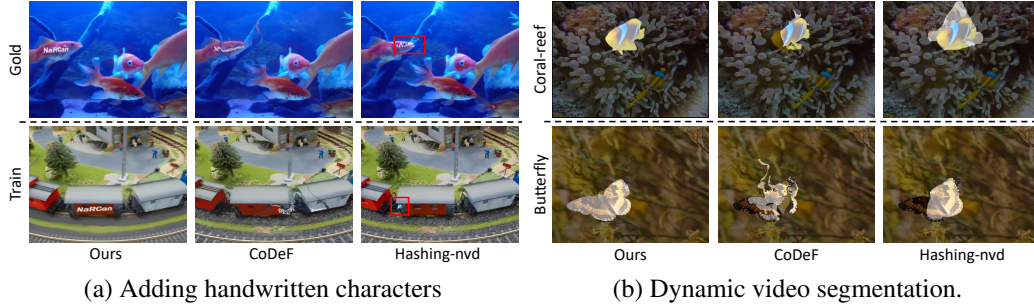 Gold
NaRCan
Train
NaRCan
Ours
CoDeF
Hashing-nvd
(a) Adding handwritten characters
Coral-reef
Butterfly
Ours
CoDeF
Hashing-nvd
(b) Dynamic video segmentation.